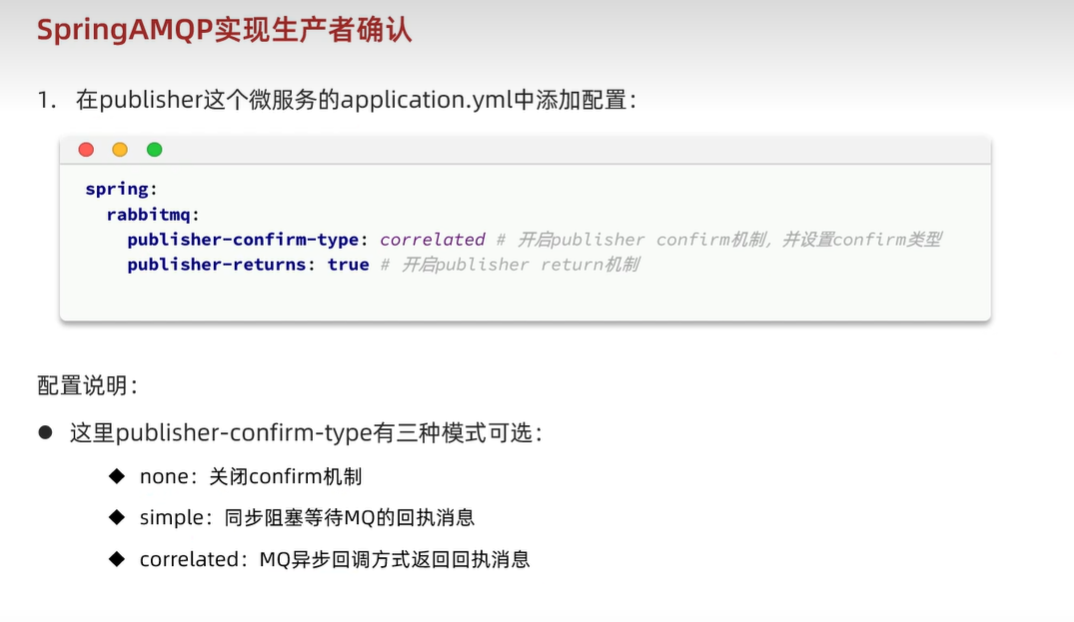 SpringAMQP实现生产者确认
1. 在publisher这个微服务的application.yml中添加配置：
spring:
rabbitmq:
publisher-confirm-type: correlated # 开启publisher confirm机制，并设置confirm类型
publisher-returns: true # 开启publisher return机制
配置说明：
● 这里publisher-confirm-type有三种模式可选：
◆ none：关闭confirm机制
◆ simple：同步阻塞等待MQ的回执消息
◆ correlated：MQ异步回调方式返回回执消息